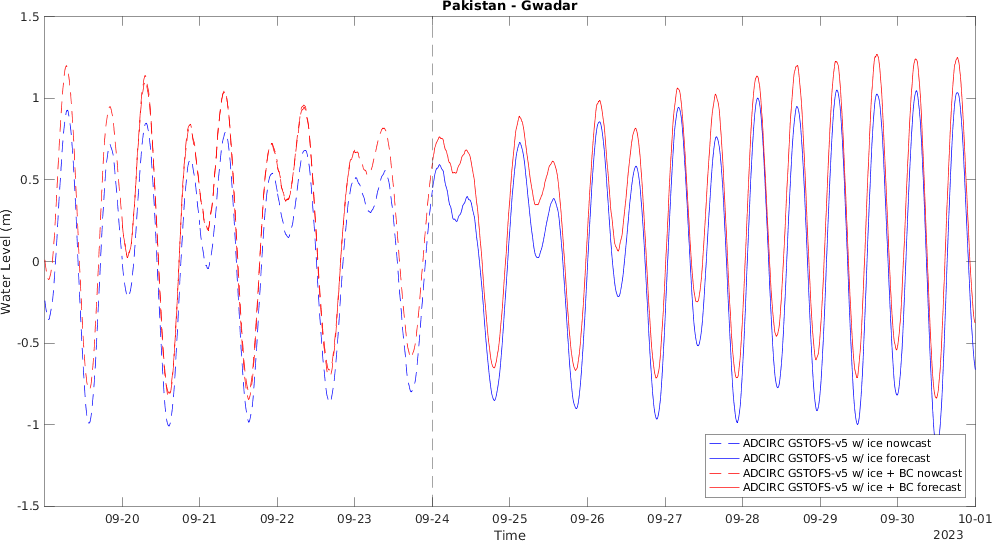 Pakistan - Gwadar
1.5
1
0.5
0
-0.5
-1
-1.5
Water Level (m)
ADCIRC GSTOFS-v5 w/ ice nowcast
ADCIRC GSTOFS-v5 w/ ice forecast
ADCIRC GSTOFS-v5 w/ ice + BC nowcast
ADCIRC GSTOFS-v5 w/ ice + BC forecast
09-20 09-21 09-22 09-23 09-24 09-25 09-26 09-27 09-28 09-29 09-30 10-01
Time
2023